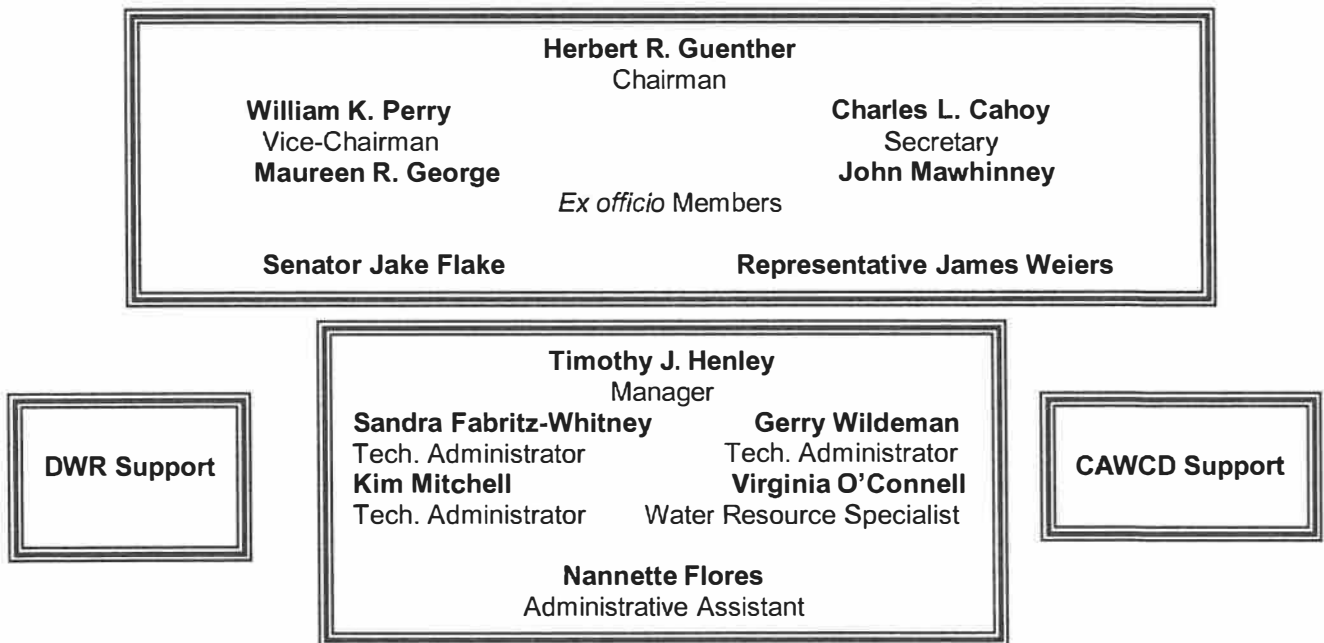 Herbert R. Guenther
Chairman
William K. Perry Charles L. Cahoy
Vice-Chairman Secretary
Maureen R. George John Mawhinney
Ex officio Members
Senator Jake Flake Representative James Weiers
Timothy J. Henley
Manager
Sandra Fabritz-Whitney Gerry Wildeman
Tech. Administrator Tech. Administrator
Kim Mitchell Virginia O'Connell
Tech. Administrator Water Resource Specialist
Nannette Flores
Administrative Assistant
DWR Support
CAWCD Support